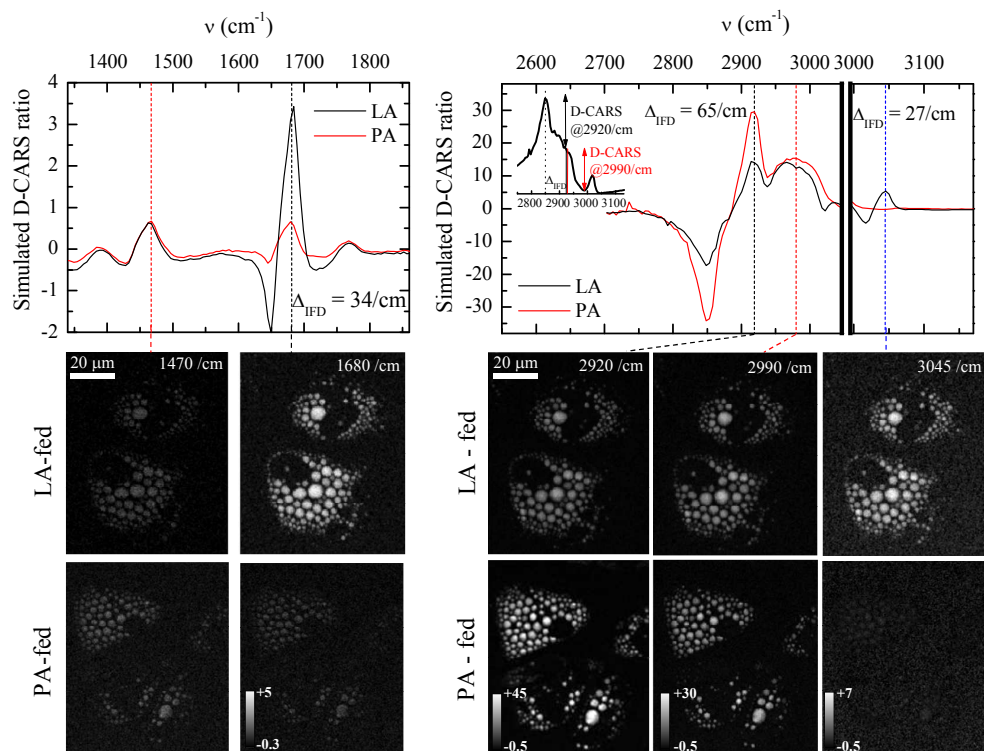 ν (cm⁻¹)
1400 1500 1600 1700 1800
Simulated D-CARS ratio
4
3
2
1
0
-1
-2
LA
PA
Δ_IFD = 34/cm
ν (cm⁻¹)
2600 2700 2800 2900 3000 3000 3100
Simulated D-CARS ratio
30
20
10
0
-10
-20
-30
D-CARS
@2920/cm
D-CARS
@2990/cm
Δ_IFD
2800 2900 3000 3100
Δ_IFD = 65/cm
Δ_IFD = 27/cm
LA
PA
LA-fed
20 μm
1470 /cm
1680 /cm
PA-fed
+5
-0.3
LA - fed
20 μm
2920 /cm
2990 /cm
3045 /cm
PA - fed
+45
-0.5
+30
-0.5
+7
-0.5